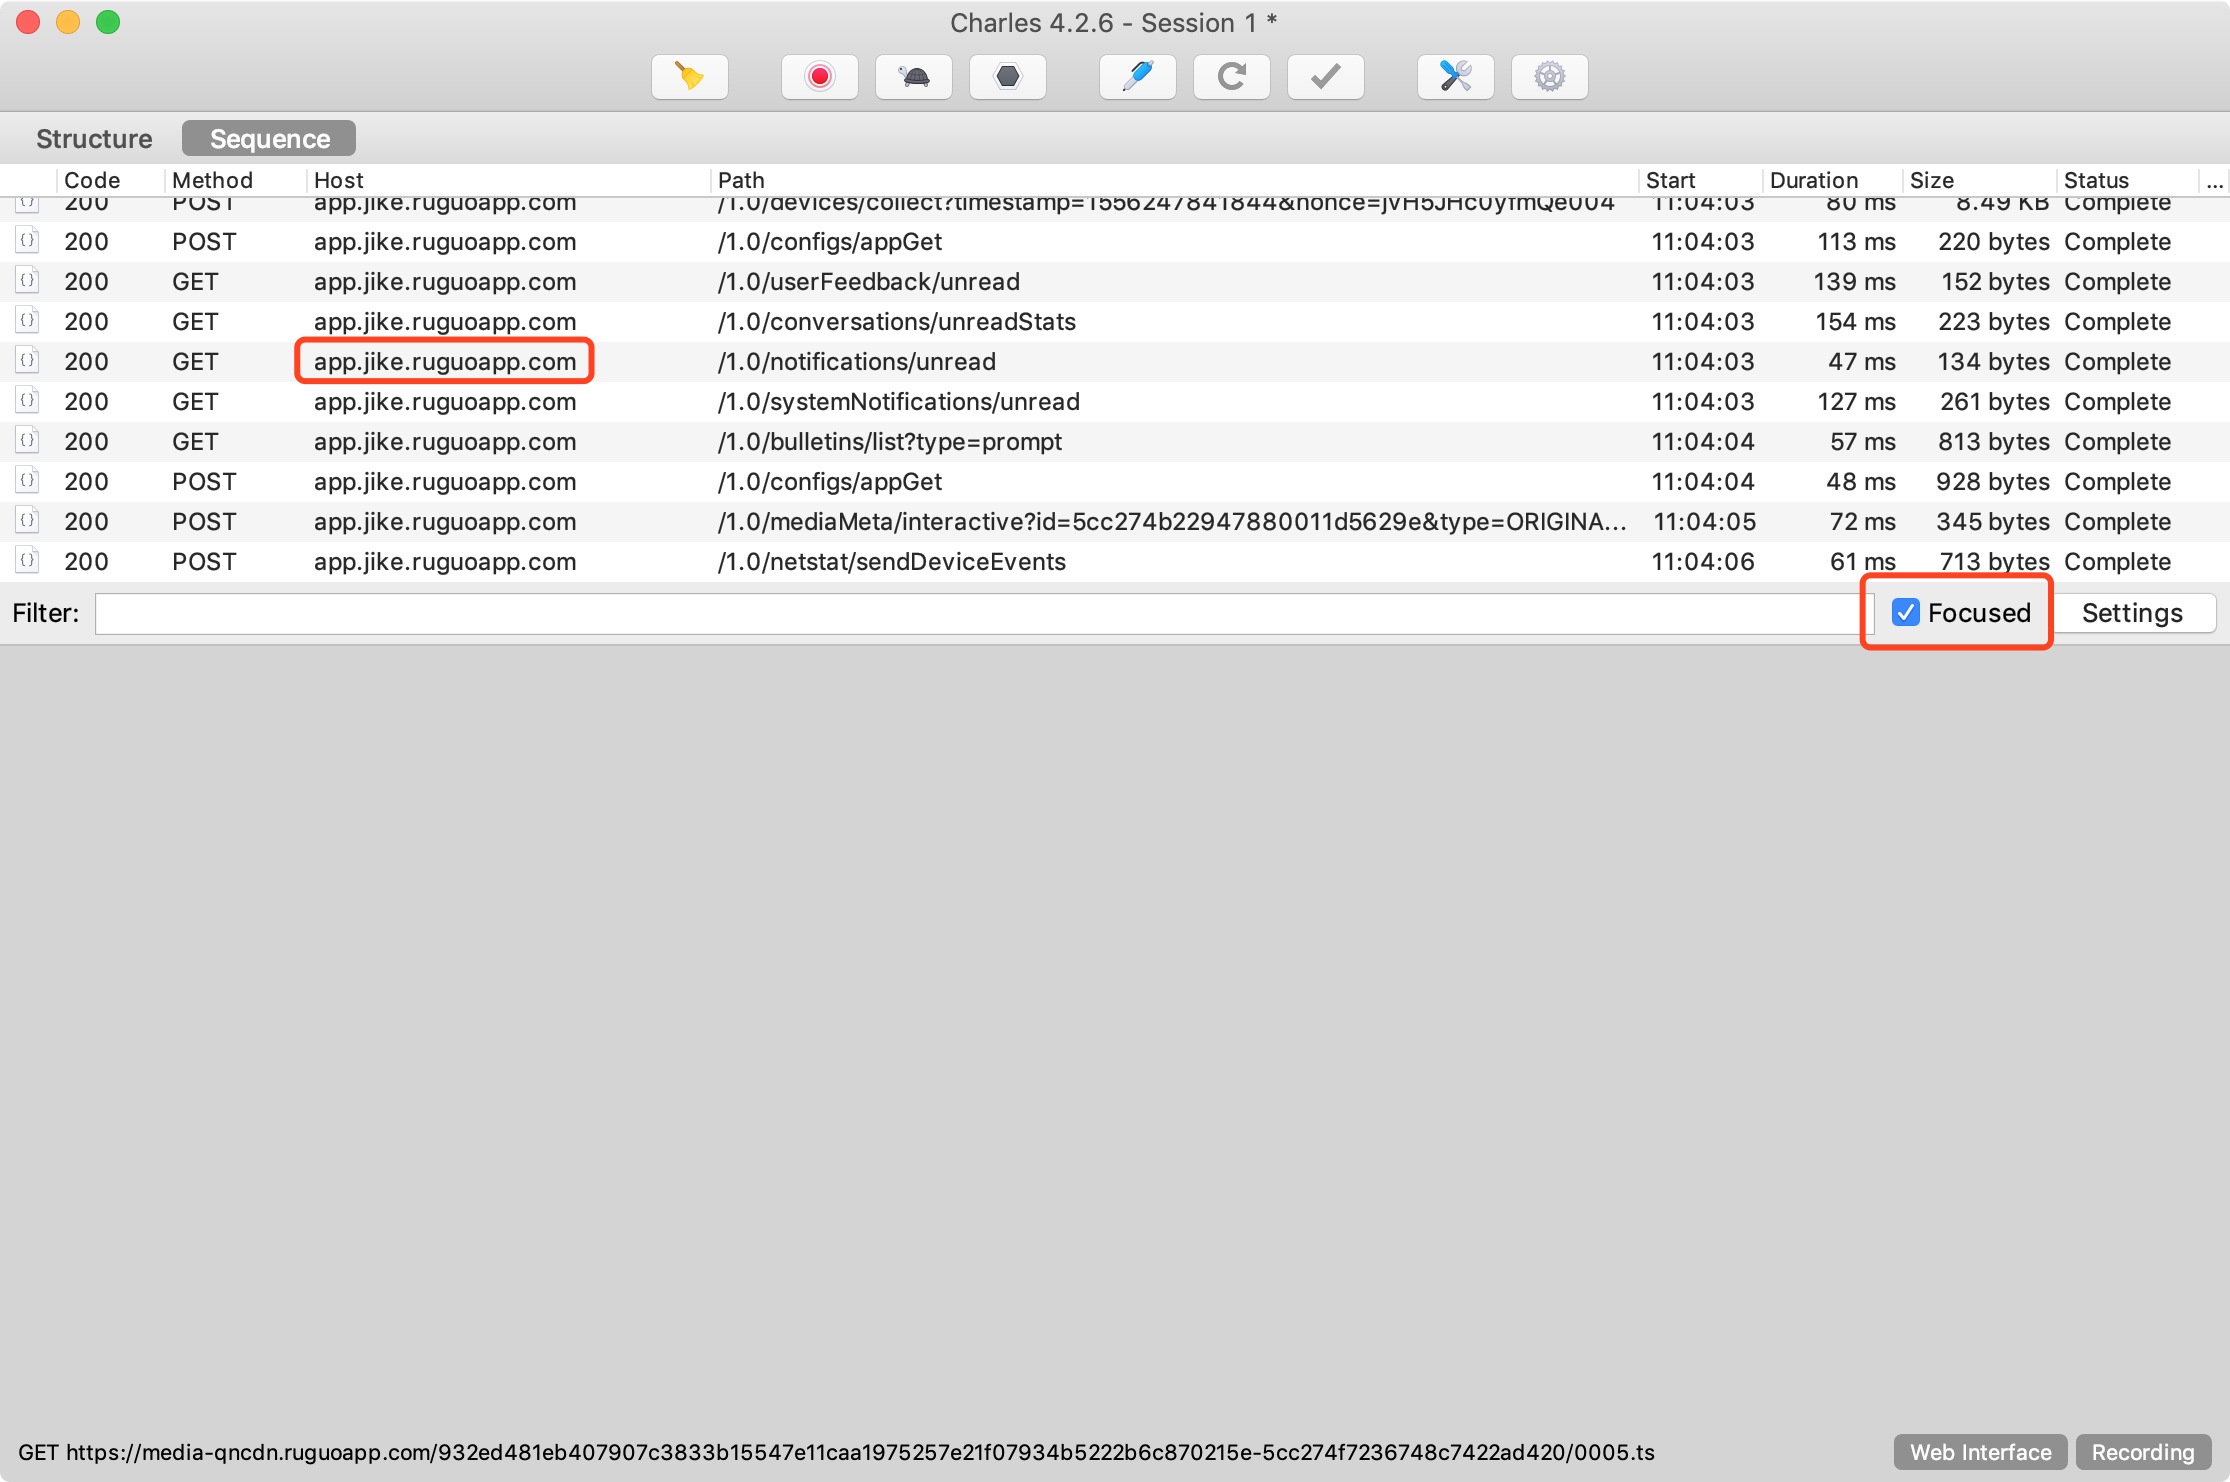 Charles 4.2.6 - Session 1 *
Structure Sequence
Code Method Host Path Start Duration Size Status ...
200 POST app.jike.ruguoapp.com /1.0/devices/collect?timestamp=1556247841844&nonce=jvH5JHc0yfmQe004 11:04:03 80 ms 8.49 KB Complete
200 POST app.jike.ruguoapp.com /1.0/configs/appGet 11:04:03 113 ms 220 bytes Complete
200 GET app.jike.ruguoapp.com /1.0/userFeedback/unread 11:04:03 139 ms 152 bytes Complete
200 GET app.jike.ruguoapp.com /1.0/conversations/unreadStats 11:04:03 154 ms 223 bytes Complete
200 GET app.jike.ruguoapp.com /1.0/notifications/unread 11:04:03 47 ms 134 bytes Complete
200 GET app.jike.ruguoapp.com /1.0/systemNotifications/unread 11:04:03 127 ms 261 bytes Complete
200 GET app.jike.ruguoapp.com /1.0/bulletins/list?type=prompt 11:04:04 57 ms 813 bytes Complete
200 POST app.jike.ruguoapp.com /1.0/configs/appGet 11:04:04 48 ms 928 bytes Complete
200 POST app.jike.ruguoapp.com /1.0/mediaMeta/interactive?id=5cc274b22947880011d5629e&type=ORIGINA... 11:04:05 72 ms 345 bytes Complete
200 POST app.jike.ruguoapp.com /1.0/netstat/sendDeviceEvents 11:04:06 61 ms 713 bytes Complete
Filter: Focused Settings
GET https://media-qncdn.ruguoapp.com/932ed481eb407907c3833b15547e11caa1975257e21f07934b5222b6c870215e-5cc274f7236748c7422ad420/0005.ts Web Interface Recording